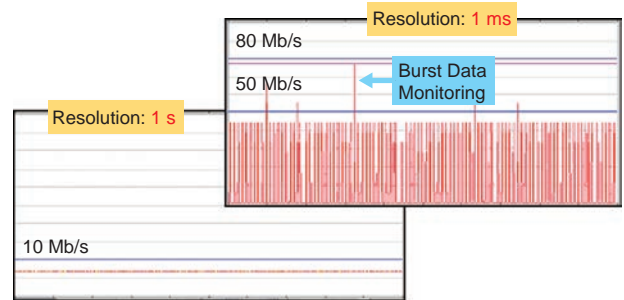 Resolution: 1 ms
80 Mb/s
50 Mb/s
Burst Data
Monitoring
Resolution: 1 s
10 Mb/s